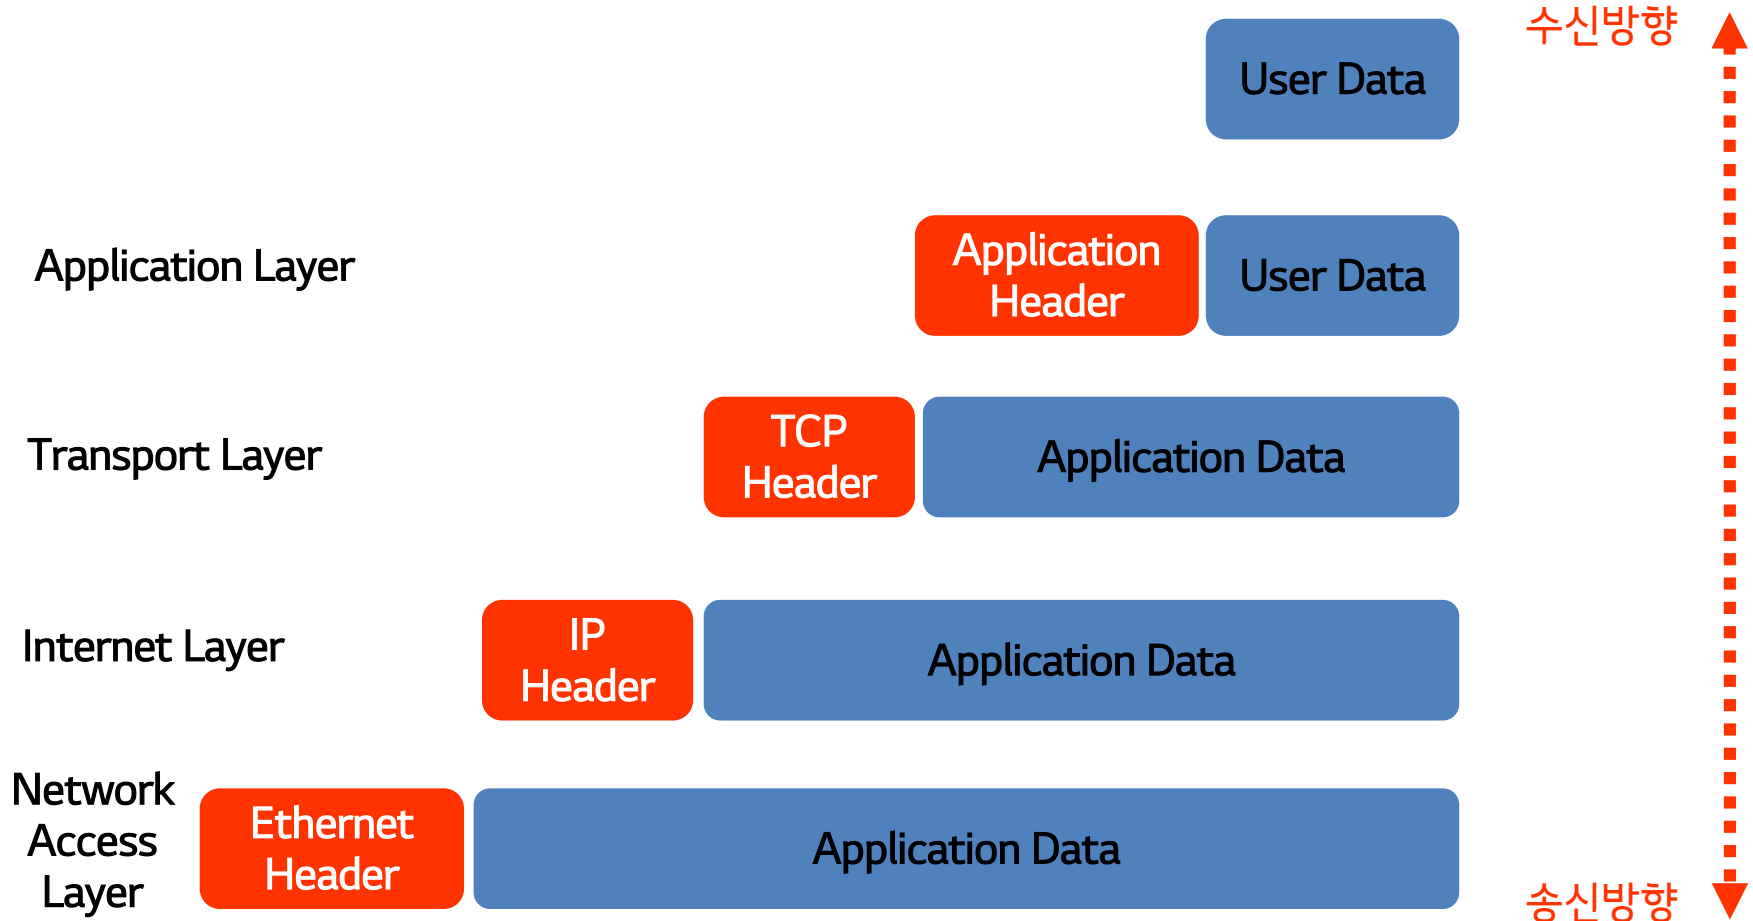 수신방향
User Data
Application Layer
Application
Header
User Data
Transport Layer
TCP
Header
Application Data
Internet Layer
IP
Header
Application Data
Network
Access
Layer
Ethernet
Header
Application Data
송신방향